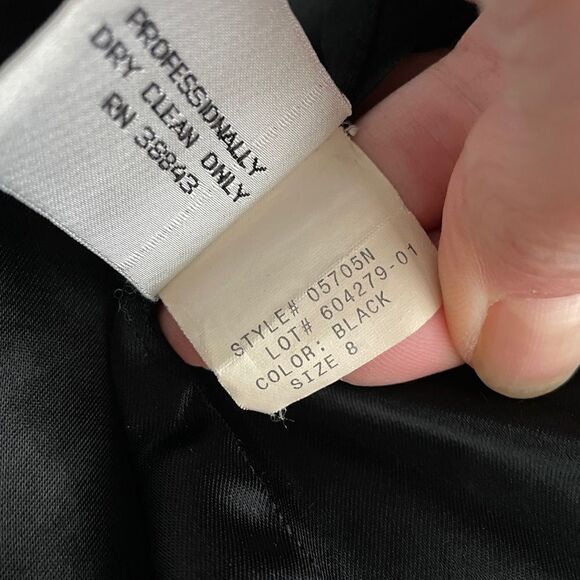 PROFESSIONALLY
DRY CLEAN ONLY
RN 38843
STYLE# 05705N
LOT# 604279-01
COLOR: BLACK
SIZE 8